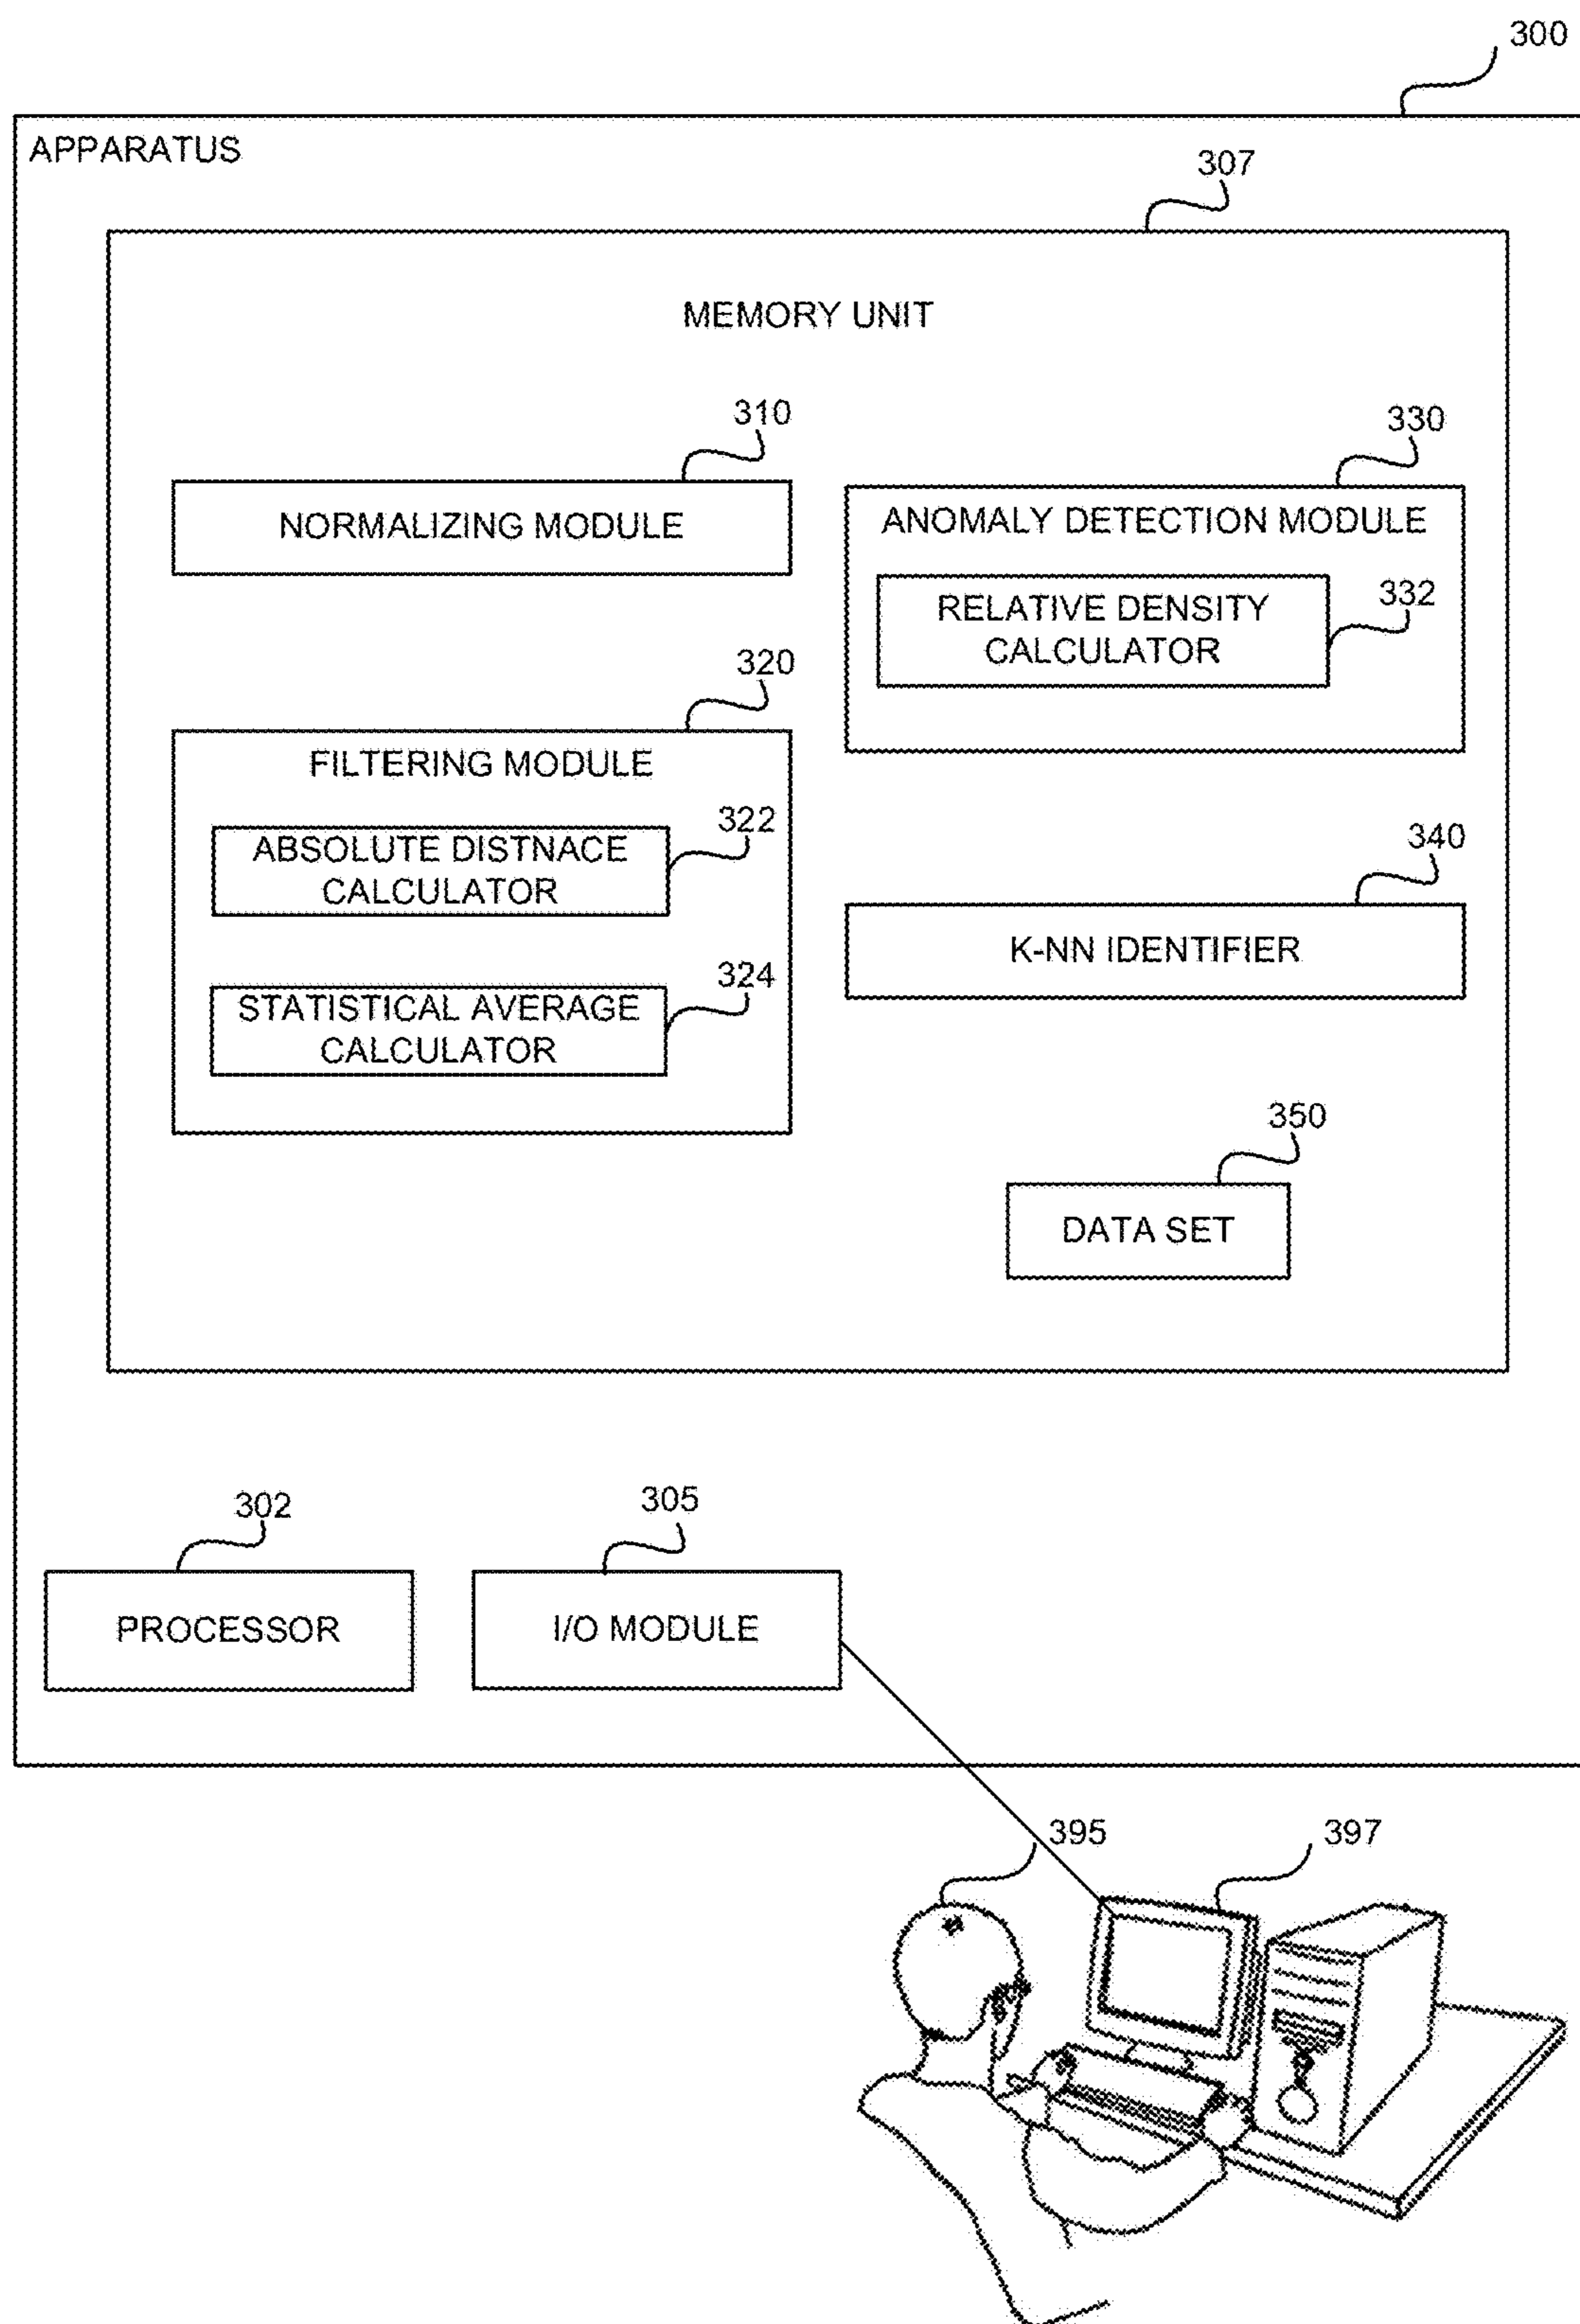 300
APPARATUS
307
MEMORY UNIT
310
NORMALIZING MODULE
330
ANOMALY DETECTION MODULE
332
RELATIVE DENSITY
CALCULATOR
320
FILTERING MODULE
322
ABSOLUTE DISTNACE
CALCULATOR
324
STATISTICAL AVERAGE
CALCULATOR
340
K-NN IDENTIFIER
350
DATA SET
302
PROCESSOR
305
I/O MODULE
395
397